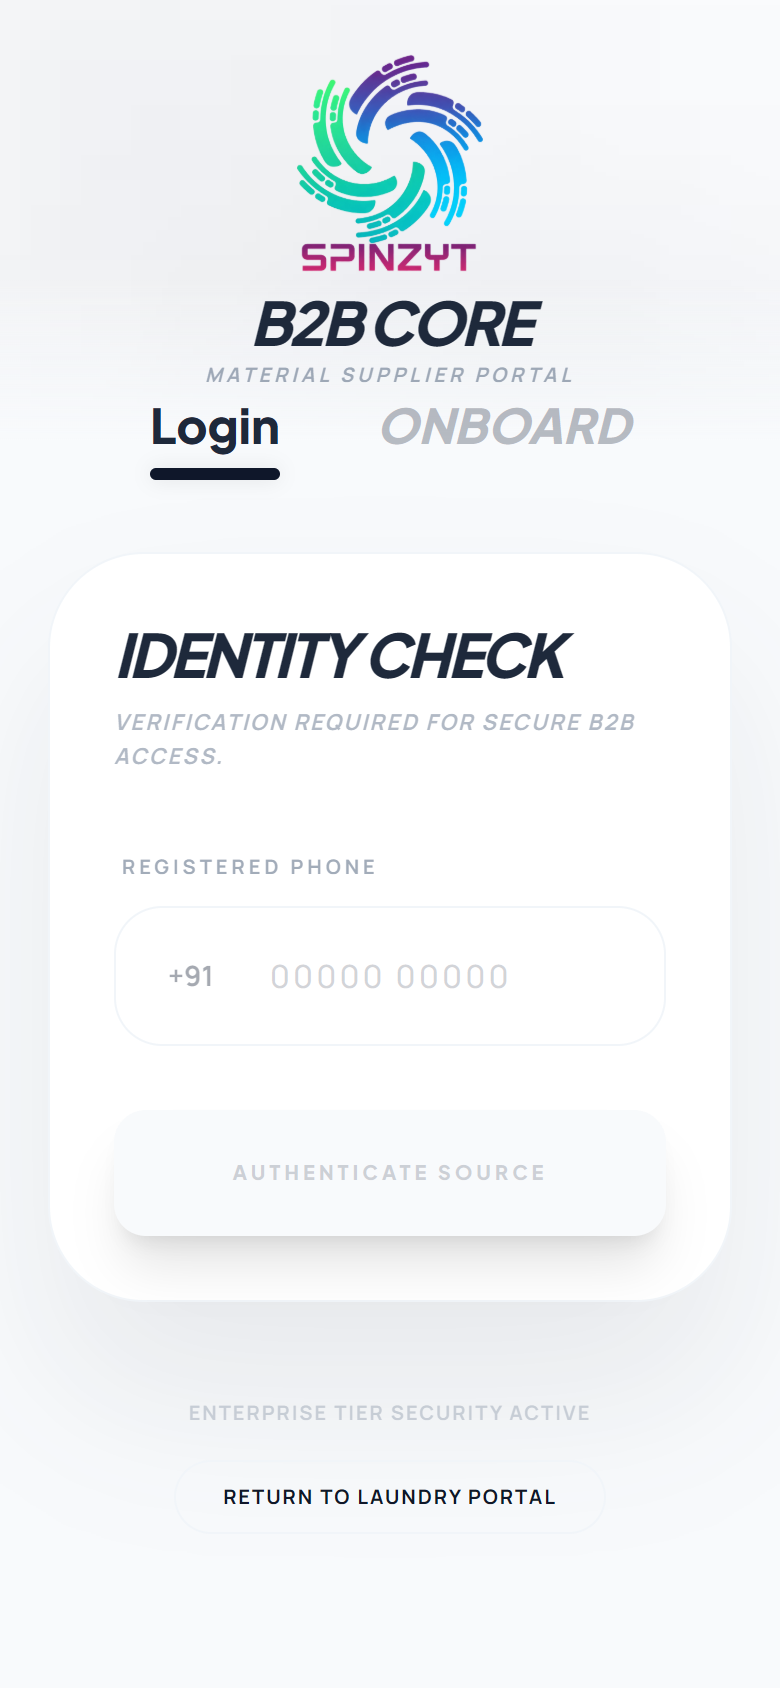 SPINZYT
B2B CORE
MATERIAL SUPPLIER PORTAL
Login ONBOARD
IDENTITY CHECK
VERIFICATION REQUIRED FOR SECURE B2B
ACCESS.
REGISTERED PHONE
+91 00000 00000
AUTHENTICATE SOURCE
ENTERPRISE TIER SECURITY ACTIVE
RETURN TO LAUNDRY PORTAL